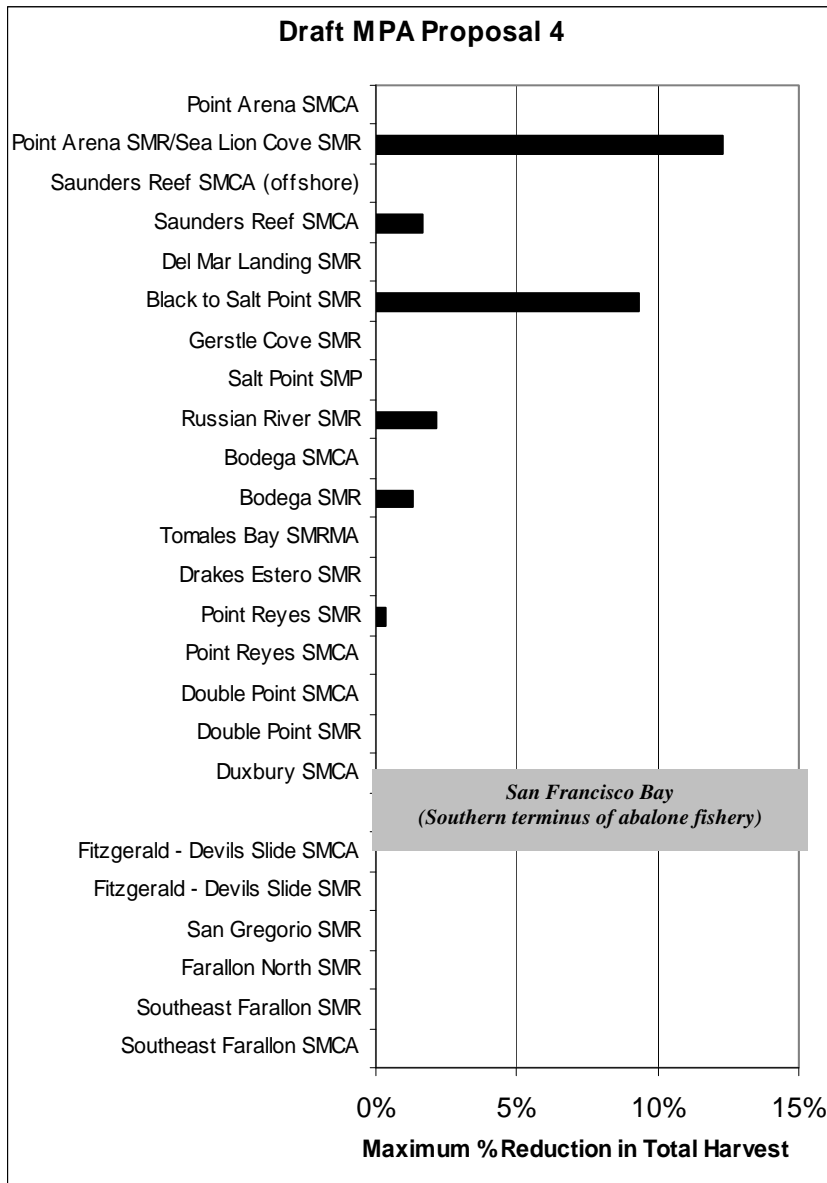 Draft MPA Proposal 4
Point Arena SMCA
Point Arena SMR/Sea Lion Cove SMR
Saunders Reef SMCA (offshore)
Saunders Reef SMCA
Del Mar Landing SMR
Black to Salt Point SMR
Gerstle Cove SMR
Salt Point SMP
Russian River SMR
Bodega SMCA
Bodega SMR
Tomales Bay SMRMA
Drakes Estero SMR
Point Reyes SMR
Point Reyes SMCA
Double Point SMCA
Double Point SMR
Duxbury SMCA
San Francisco Bay
(Southern terminus of abalone fishery)
Fitzgerald - Devils Slide SMCA
Fitzgerald - Devils Slide SMR
San Gregorio SMR
Farallon North SMR
Southeast Farallon SMR
Southeast Farallon SMCA
0% 5% 10% 15%
Maximum % Reduction in Total Harvest